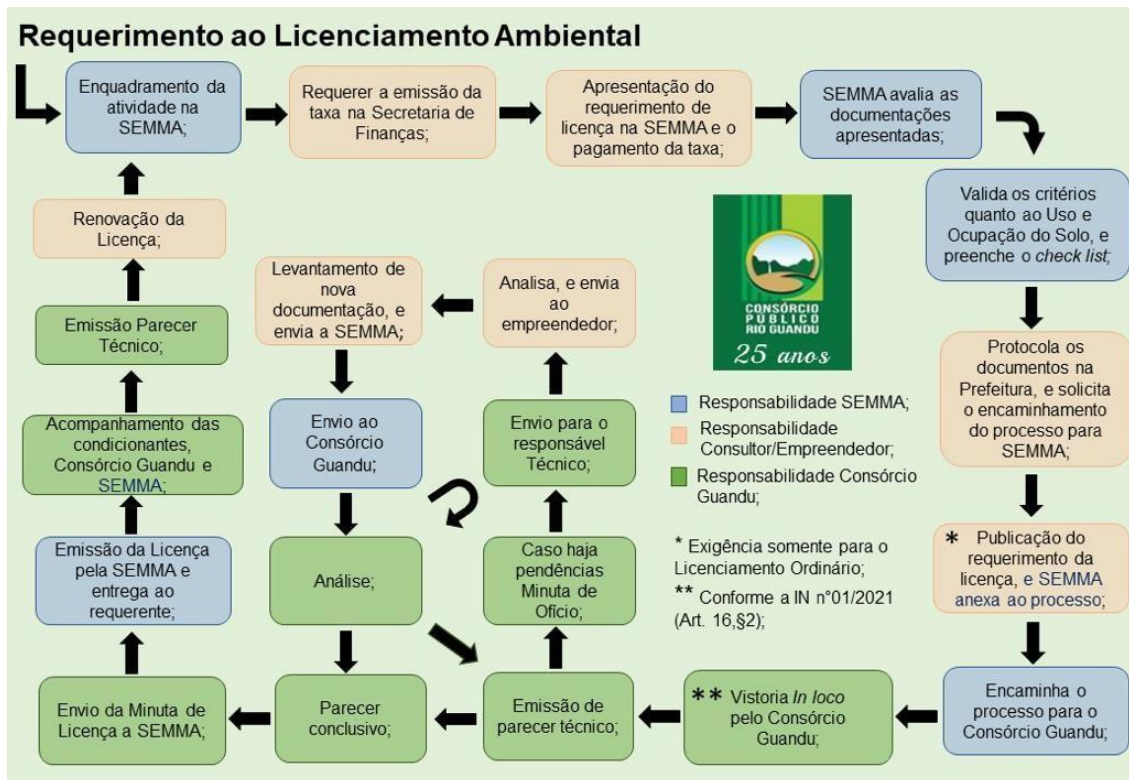 Requerimento ao Licenciamento Ambiental
Enquadramento da
atividade na
SEMMA;
Requerer a emissão da
taxa na Secretaria de
Finanças;
Apresentação do
requerimento de
licença na SEMMA e o
pagamento da taxa;
SEMMA avalia as
documentações
apresentadas;
Valida os critérios
quanto ao Uso e
Ocupação do Solo, e
preenche o check list;
Protocola os
documentos na
Prefeitura, e solicita
o encaminhamento
do processo para
SEMMA;
* Publicação do
requerimento da
licença, e SEMMA
anexa ao processo;
Encaminha o
processo para o
Consórcio Guandu;
** Vistoria In loco
pelo Consórcio
Guandu;
Emissão de
parecer técnico;
Caso haja
pendências
Minuta de
Ofício;
Envio para o
responsável
Técnico;
Analisa, e envia ao
empreendedor;
Levantamento de
nova
documentação, e
envia a SEMMA;
Envio ao
Consórcio
Guandu;
Análise;
Parecer
conclusivo;
Envio da Minuta de
Licença a SEMMA;
Emissão da Licença
pela SEMMA e
entrega ao
requerente;
Acompanhamento das
condicionantes,
Consórcio Guandu e
SEMMA;
Emissão Parecer
Técnico;
Renovação da
Licença;
CONSÓRCIO
PÚBLICO
RIO GUANDU
25 anos
Responsabilidade SEMMA;
Responsabilidade
Consultor/Empreendedor;
Responsabilidade Consórcio
Guandu;
* Exigência somente para o
Licenciamento Ordinário;
** Conforme a IN n°01/2021
(Art. 16,§2);